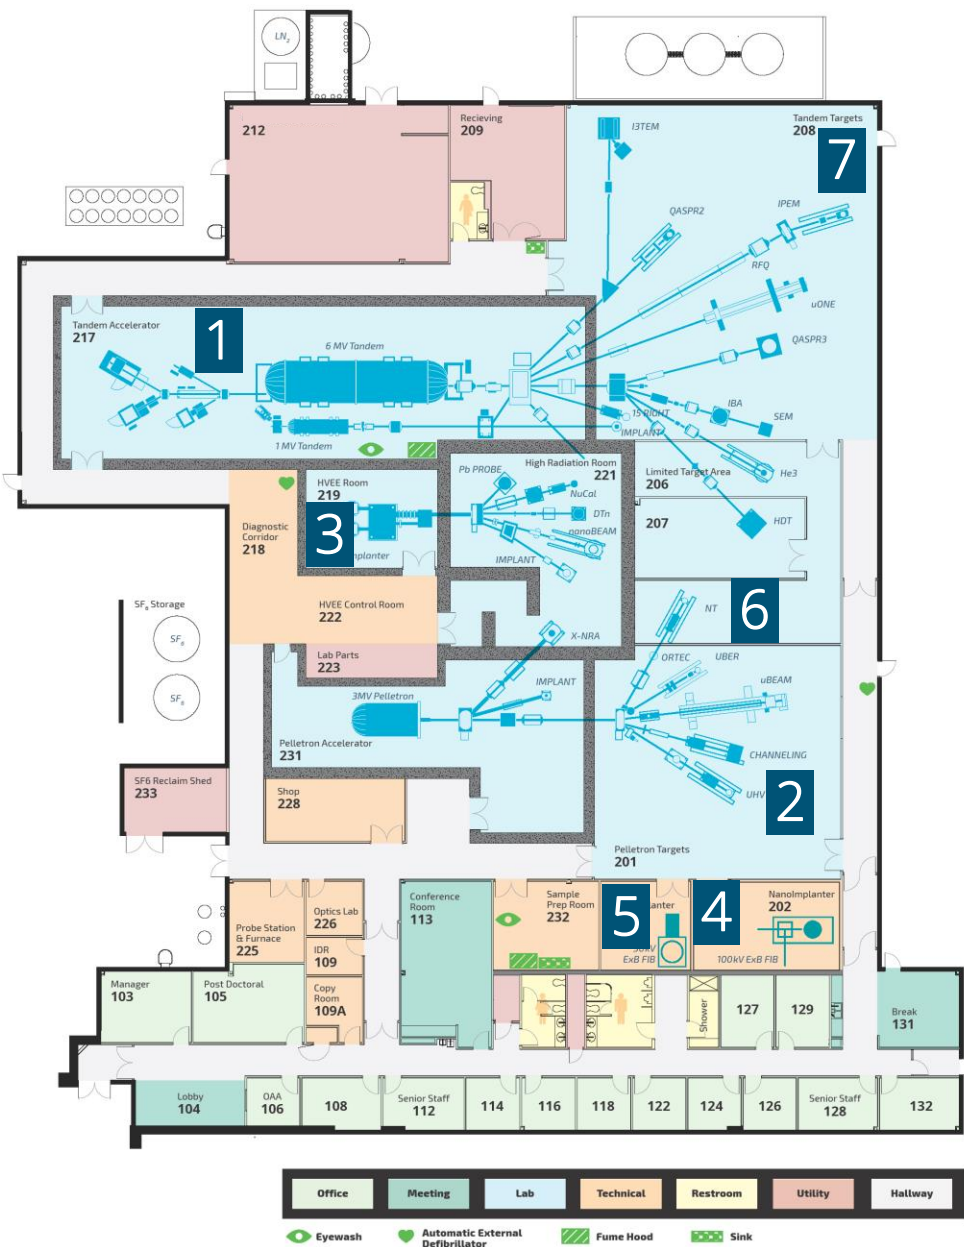 LN2
212
Recieving
209
Tandem Targets
208
7
I3TEM
QASPR2
IPEM
RFQ
uONE
QASPR3
Tandem Accelerator
217
1
6 MV Tandem
1 MV Tandem
15 RIGHT
IMPLANT
IBA
SEM
He3
HDT
High Radiation Room
221
Pb PROBE
NuCal
DTn
nanoBEAM
IMPLANT
Limited Target Area
206
207
HVEE Room
219
3
Diagnostic
Corridor
218
HVEE Control Room
222
Lab Parts
223
SF6 Storage
SF6
SF6
6
NT
X-NRA
IMPLANT
ORTEC
UBER
uBEAM
CHANNELING
UHV
2
3MV Pelletron
Pelletron Accelerator
231
SF6 Reclaim Shed
233
Shop
228
Pelletron Targets
201
Conference
Room
113
Sample
Prep Room
232
5
ExB FIB
4
NanoImplanter
202
100kV ExB FIB
Probe Station
& Furnace
225
Optics Lab
226
IDR
109
Copy
Room
109A
Manager
103
Post Doctoral
105
Shower
127
129
Break
131
Lobby
104
OAA
106
108
Senior Staff
112
114
116
118
122
124
126
Senior Staff
128
132
Office
Meeting
Lab
Technical
Restroom
Utility
Hallway
Eyewash
Automatic External
Defibrillator
Fume Hood
Sink